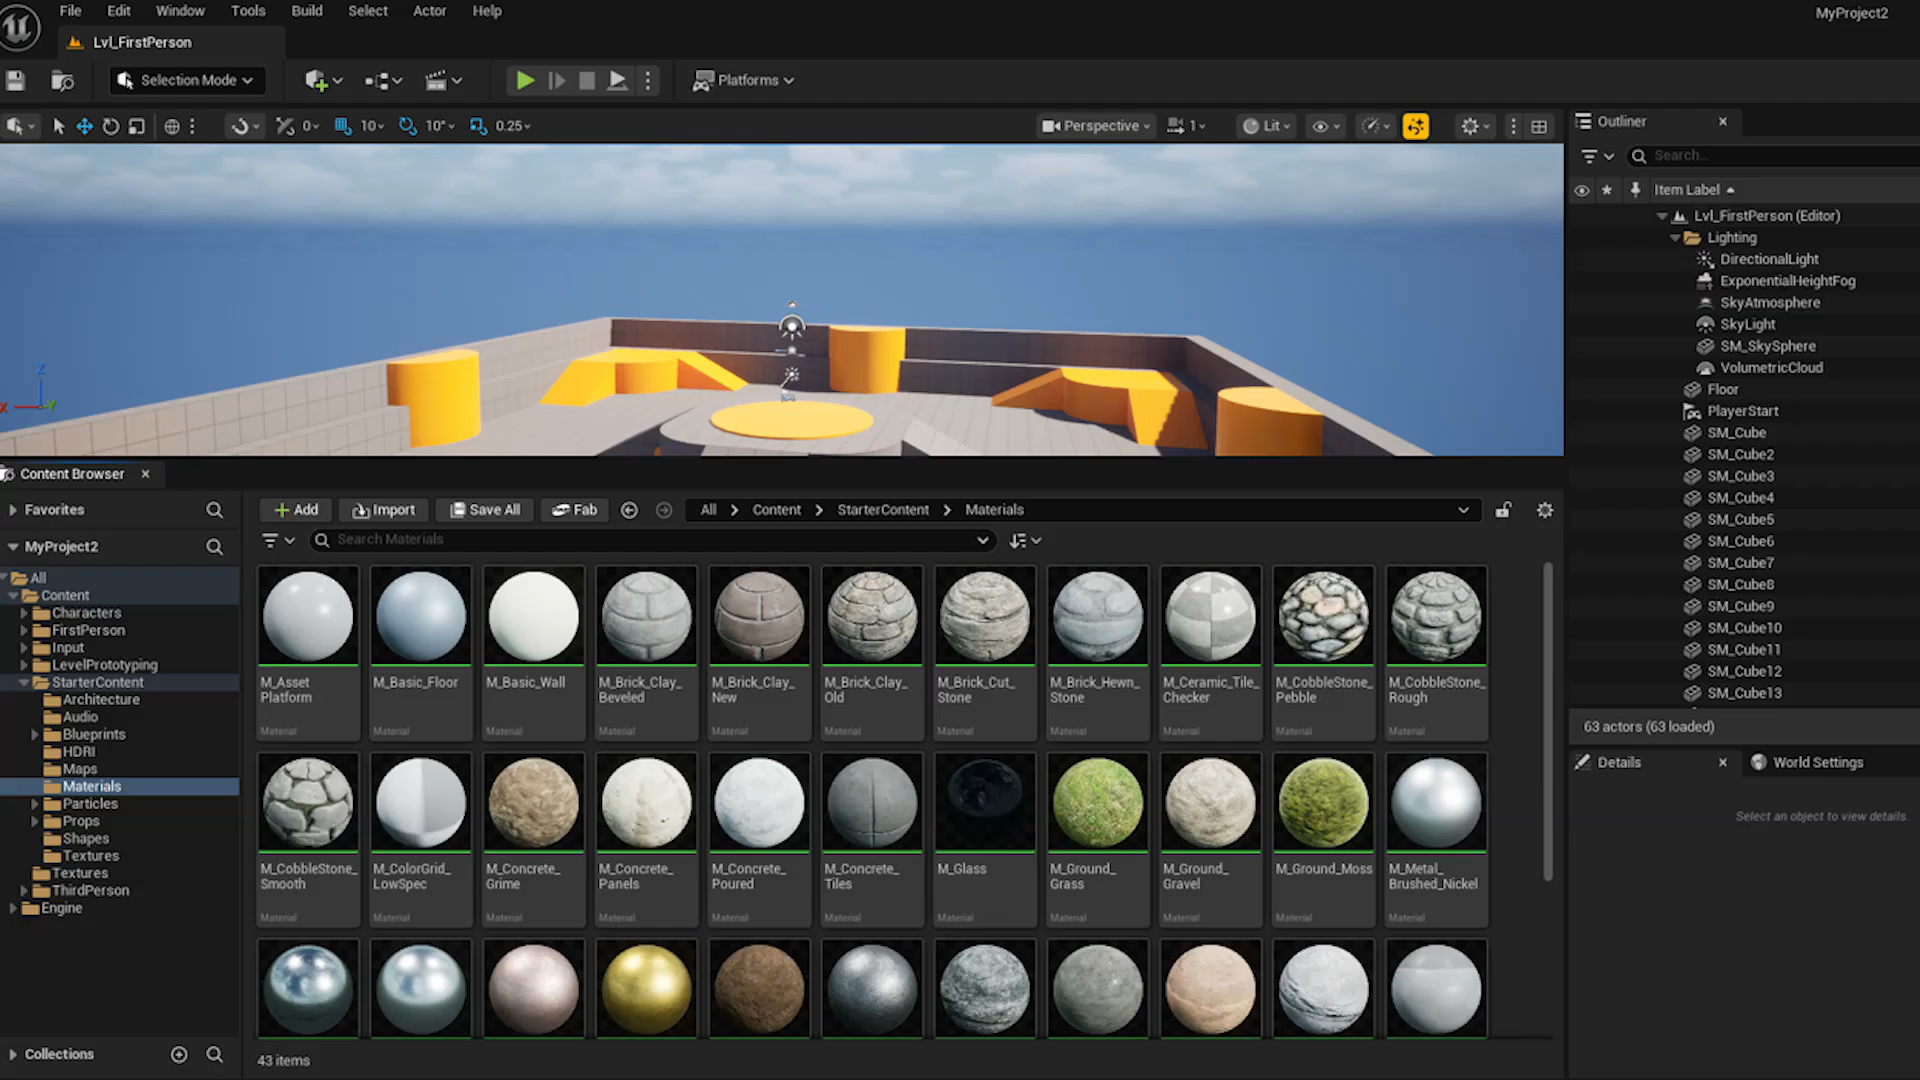 File Edit Window Tools Build Select Actor Help
MyProject2
Lvl_FirstPerson
Selection Mode
Platforms
0 10 10° 0.25
Perspective 1 Lit
Outliner
Search...
Item Label
Lvl_FirstPerson (Editor)
Lighting
DirectionalLight
ExponentialHeightFog
SkyAtmosphere
SkyLight
SM_SkySphere
VolumetricCloud
Floor
PlayerStart
SM_Cube
SM_Cube2
SM_Cube3
SM_Cube4
SM_Cube5
SM_Cube6
SM_Cube7
SM_Cube8
SM_Cube9
SM_Cube10
SM_Cube11
SM_Cube12
SM_Cube13
63 actors (63 loaded)
Details
World Settings
Select an object to view details.
X Y Z
Content Browser
Favorites
MyProject2
All
Content
Characters
FirstPerson
Input
LevelPrototyping
StarterContent
Architecture
Audio
Blueprints
HDRI
Maps
Materials
Particles
Props
Shapes
Textures
Textures
ThirdPerson
Engine
Collections
Add Import Save All Fab
All > Content > StarterContent > Materials
Search Materials
M_Asset
Platform
Material
M_Basic_Floor
Material
M_Basic_Wall
Material
M_Brick_Clay_
Beveled
Material
M_Brick_Clay_
New
Material
M_Brick_Clay_
Old
Material
M_Brick_Cut_
Stone
Material
M_Brick_Hewn_
Stone
Material
M_Ceramic_Tile_
Checker
Material
M_CobbleStone_
Pebble
Material
M_CobbleStone_
Rough
Material
M_CobbleStone_
Smooth
Material
M_ColorGrid_
LowSpec
Material
M_Concrete_
Grime
Material
M_Concrete_
Panels
Material
M_Concrete_
Poured
Material
M_Concrete_
Tiles
Material
M_Glass
Material
M_Ground_
Grass
Material
M_Ground_
Gravel
Material
M_Ground_Moss
Material
M_Metal_
Brushed_Nickel
Material
43 items